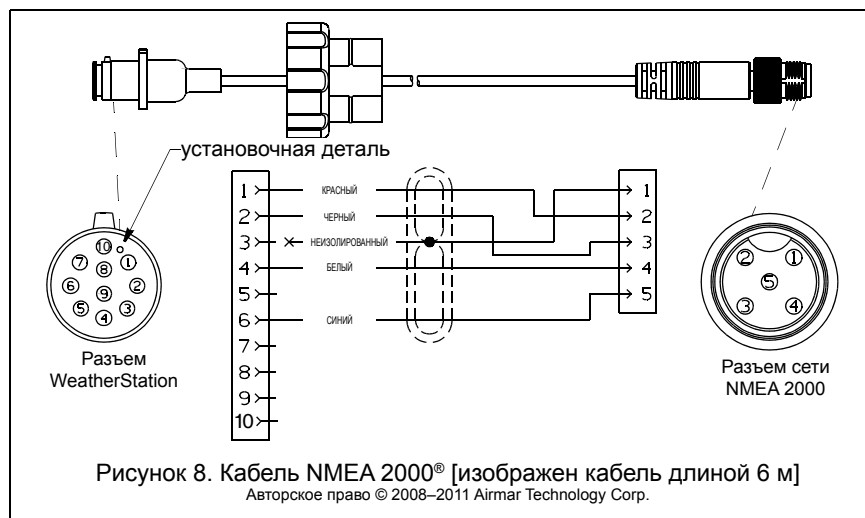 установочная деталь
1 КРАСНЫЙ 1
2 ЧЕРНЫЙ 2
3 НЕИЗОЛИРОВАННЫЙ 3
4 БЕЛЫЙ 4
5 5
6 СИНИЙ
7
8
9
10
10
7 1
8
6 2
9
5 3
4
Разъем
WeatherStation
2 1
5
3 4
Разъем сети
NMEA 2000
Рисунок 8. Кабель NMEA 2000® [изображен кабель длиной 6 м]
Авторское право © 2008–2011 Airmar Technology Corp.